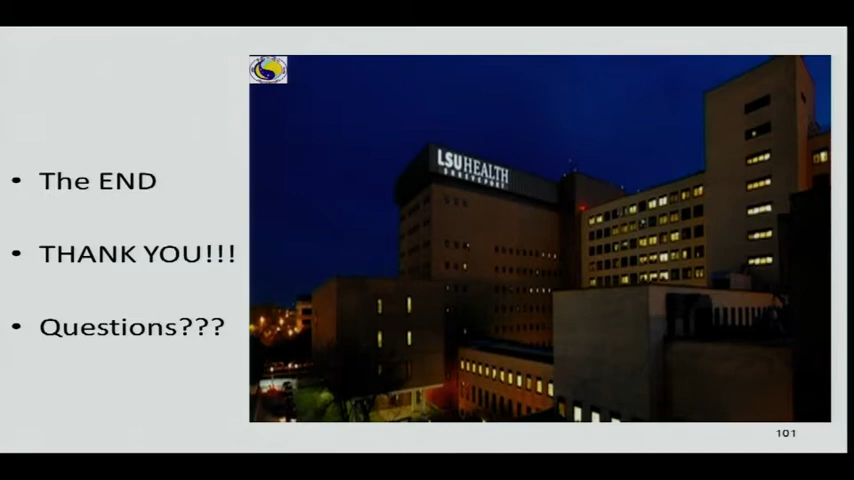 • The END
• THANK YOU!!!
• Questions???
LSU HEALTH
SHREVEPORT
101